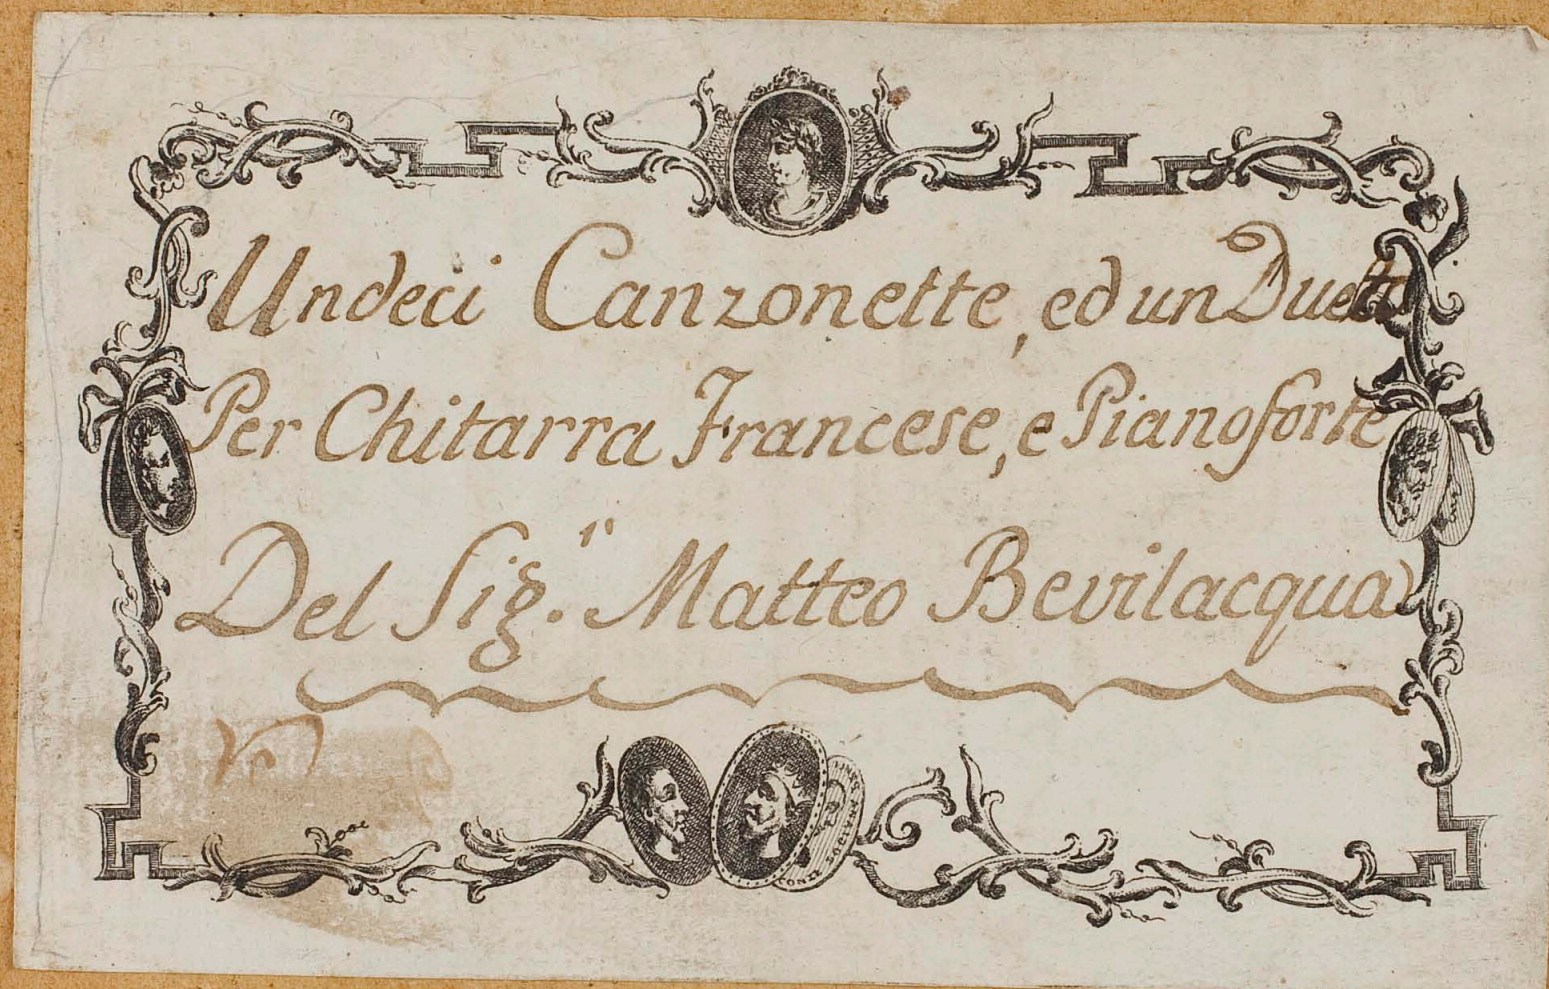 Undeci Canzonette, ed un Duett
Per Chitarra Francese, e Pianoforte
Del Sig.r Matteo Bevilacqua